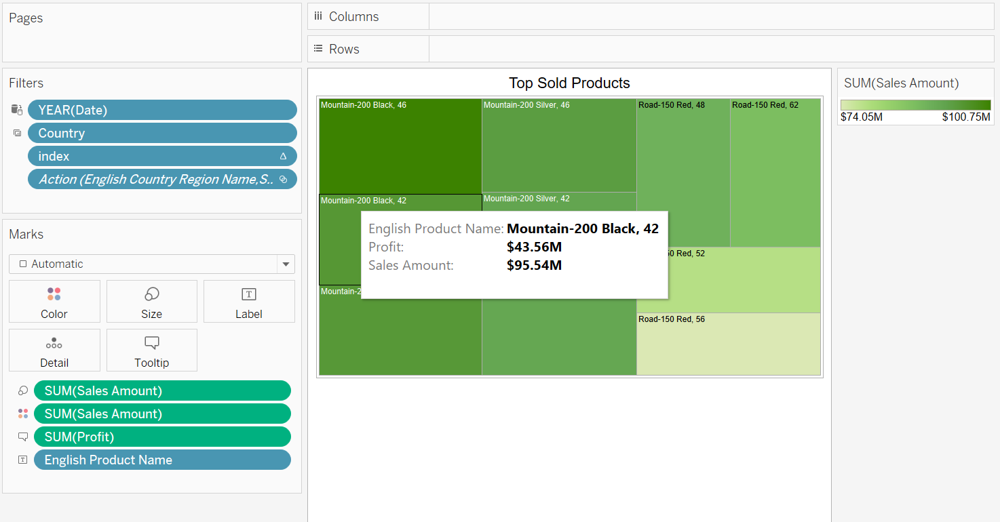 Pages
Columns
Rows
Filters
YEAR(Date)
Country
index
Action (English Country Region Name,S..
Marks
Automatic
Color
Size
Label
Detail
Tooltip
SUM(Sales Amount)
SUM(Sales Amount)
SUM(Profit)
English Product Name
Top Sold Products
Mountain-200 Black, 46
Mountain-200 Silver, 46
Road-150 Red, 48
Road-150 Red, 62
Mountain-200 Black, 42
Mountain-200 Silver, 42
English Product Name: Mountain-200 Black, 42
Profit: $43.56M
Sales Amount: $95.54M
Red, 52
Mountain-2
Road-150 Red, 56
SUM(Sales Amount)
$74.05M
$100.75M